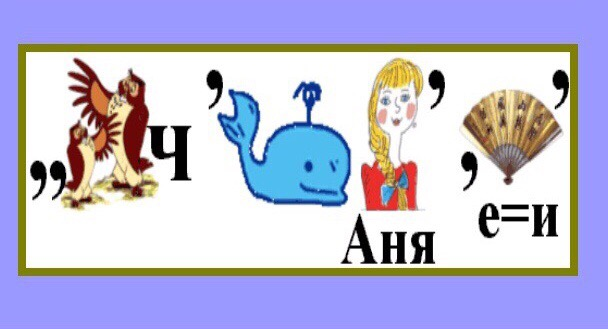 ,,
ч
,
Аня
,
,
,
е=и